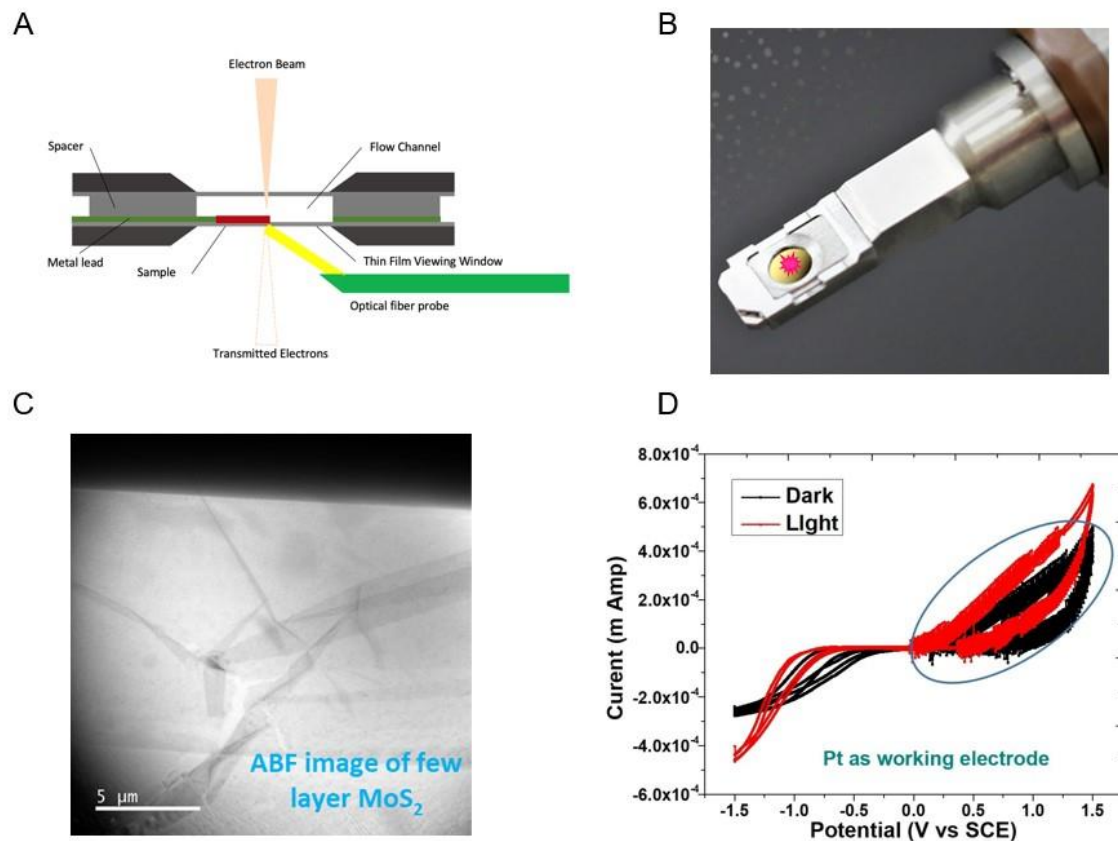 A
Electron Beam
Spacer
Flow Channel
Metal lead
Sample
Thin Film Viewing Window
Optical fiber probe
Transmitted Electrons
B
C
5 µm
ABF image of few
layer MoS₂
D
8.0x10⁻⁴
6.0x10⁻⁴
4.0x10⁻⁴
2.0x10⁻⁴
0.0
-2.0x10⁻⁴
-4.0x10⁻⁴
-6.0x10⁻⁴
Curent (m Amp)
Dark
LIght
Pt as working electrode
-1.5 -1.0 -0.5 0.0 0.5 1.0 1.5
Potential (V vs SCE)